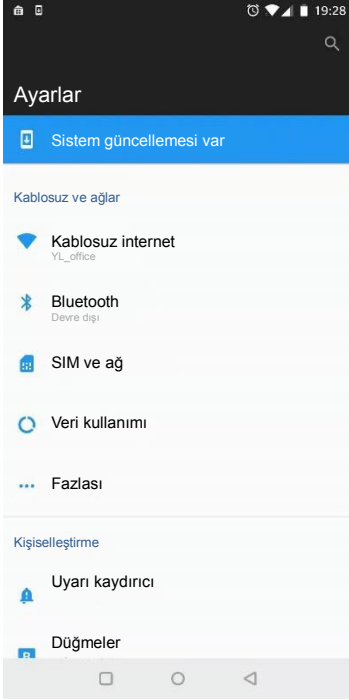 19:28
Ayarlar
Sistem güncellemesi var
Kablosuz ve ağlar
Kablosuz internet
YL_office
Bluetooth
Devre dışı
SIM ve ağ
Veri kullanımı
Fazlası
Kişiselleştirme
Uyarı kaydırıcı
Düğmeler